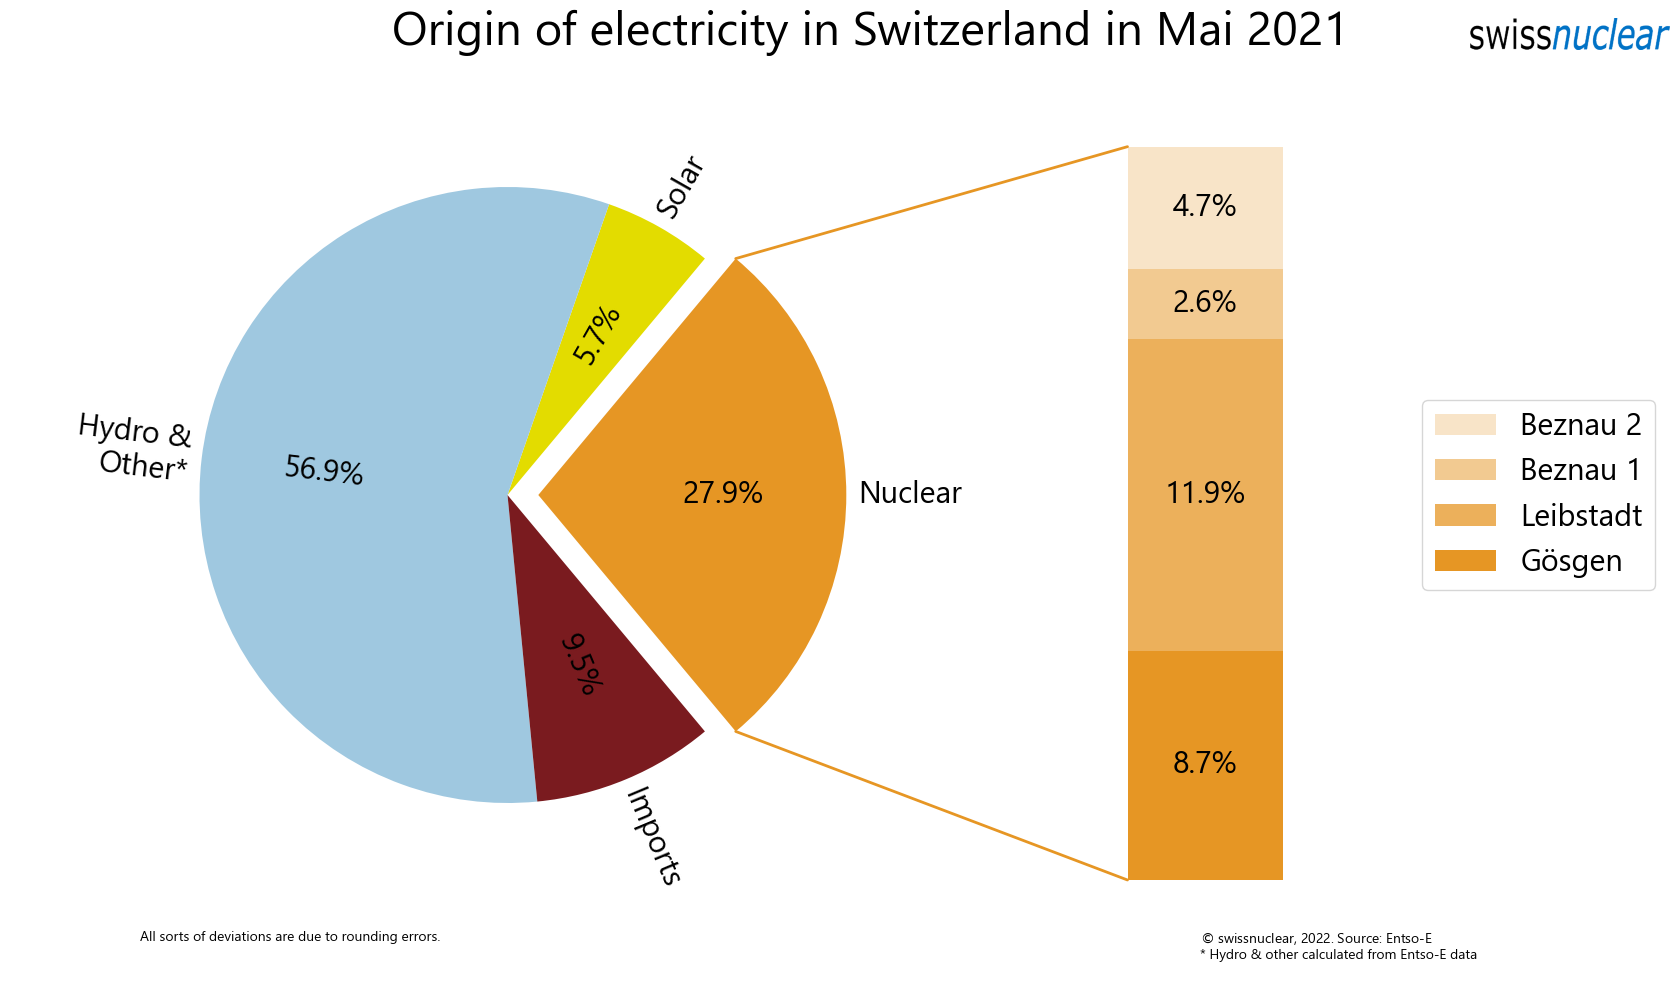 Origin of electricity in Switzerland in Mai 2021
swissnuclear
Solar
5.7%
Hydro &
Other*
56.9%
27.9%
Nuclear
9.5%
Imports
4.7%
2.6%
11.9%
8.7%
Beznau 2
Beznau 1
Leibstadt
Gösgen
All sorts of deviations are due to rounding errors.
© swissnuclear, 2022. Source: Entso-E
* Hydro & other calculated from Entso-E data